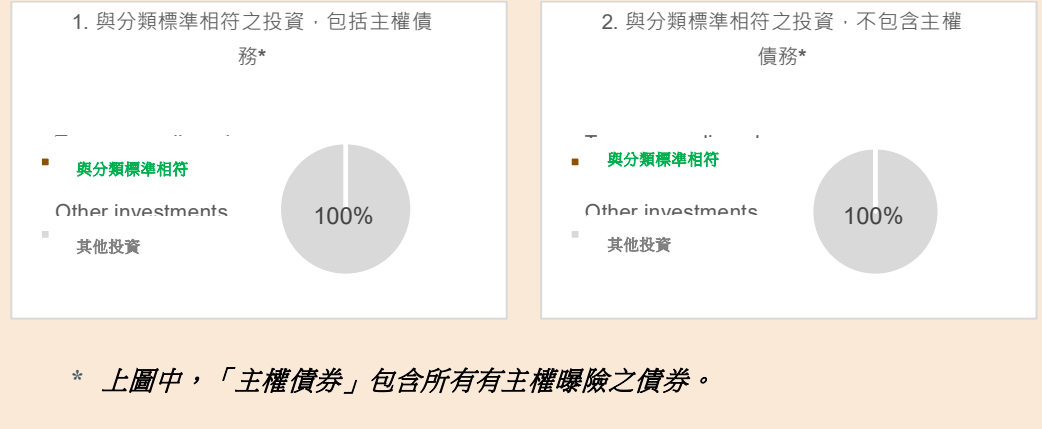 1. 與分類標準相符之投資，包括主權債
務*
與分類標準相符
Other investments
其他投資
100%
2. 與分類標準相符之投資，不包含主權
債務*
與分類標準相符
Other investments
其他投資
100%
* 上圖中，「主權債券」包含所有有主權曝險之債券。